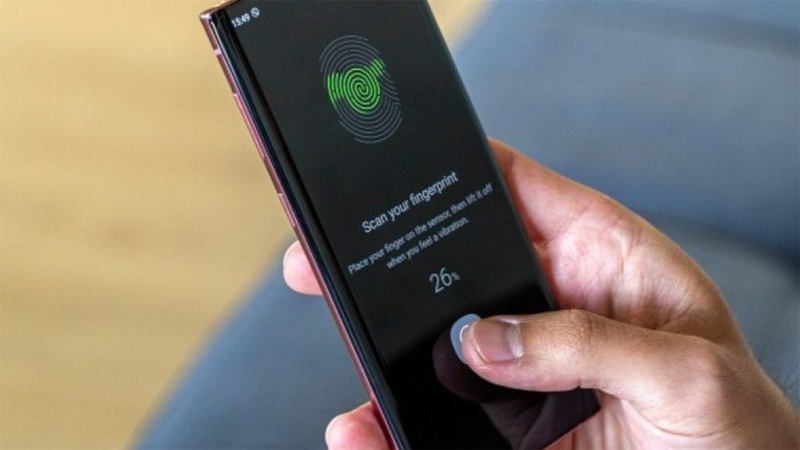 15:49
Scan your fingerprint
Place your finger on the sensor, then lift it off
when you feel a vibration.
26%